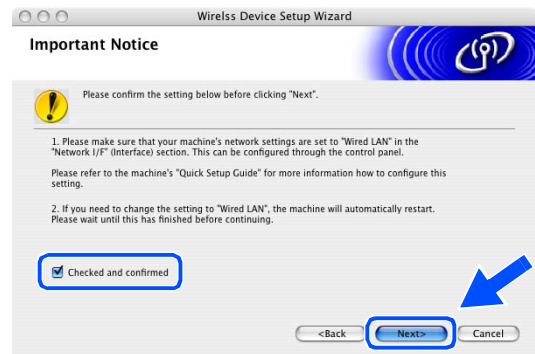 Wirelss Device Setup Wizard
Important Notice
Please confirm the setting below before clicking "Next".
1. Please make sure that your machine's network settings are set to "Wired LAN" in the
"Network I/F" (Interface) section. This can be configured through the control panel.
Please refer to the machine's "Quick Setup Guide" for more information how to configure this
setting.
2. If you need to change the setting to "Wired LAN", the machine will automatically restart.
Please wait until this has finished before continuing.
Checked and confirmed
<Back Next> Cancel